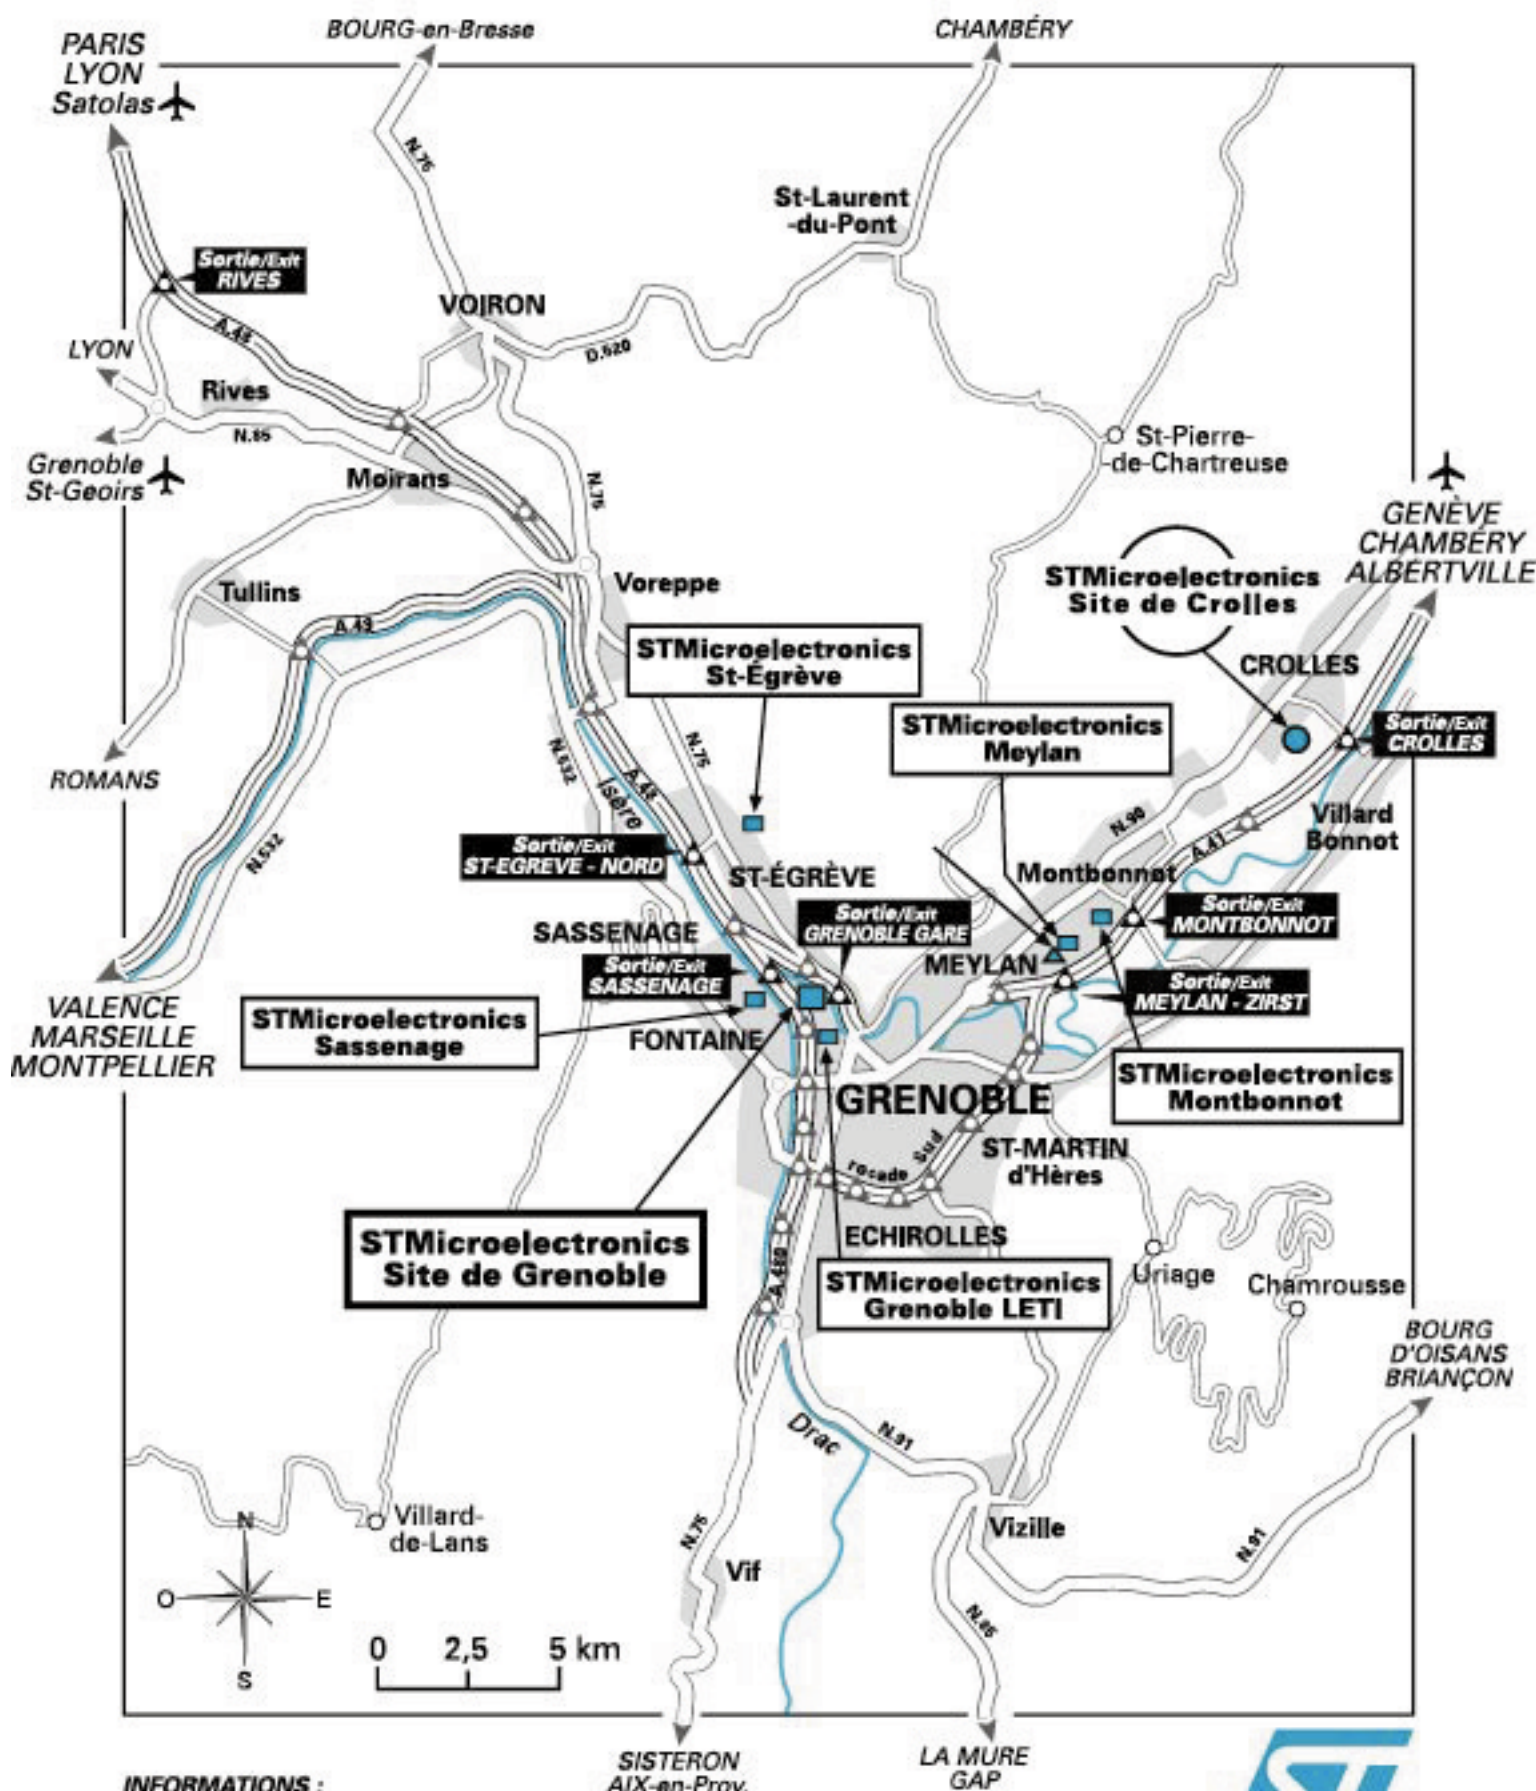 BOURG-en-Bresse
CHAMBÉRY
PARIS
LYON
Satolas
N.75
St-Laurent
-du-Pont
Sortie/Exit
RIVES
VOIRON
A.48
LYON
D.520
Rives
N.85
St-Pierre-
-de-Chartreuse
Grenoble
St-Geoirs
Moirans
N.75
GENÈVE
CHAMBÉRY
ALBERTVILLE
STMicroelectronics
Site de Crolles
Tullins
Voreppe
A.49
STMicroelectronics
St-Égrève
CROLLES
STMicroelectronics
Meylan
Sortie/Exit
CROLLES
ROMANS
N.532
N.75
A.48
Isère
N.90
Villard
Bonnot
N.532
A.41
Sortie/Exit
ST-EGREVE - NORD
ST-ÉGRÈVE
Montbonnot
Sortie/Exit
GRENOBLE GARE
Sortie/Exit
MONTBONNOT
SASSENAGE
MEYLAN
Sortie/Exit
SASSENAGE
Sortie/Exit
MEYLAN - ZIRST
VALENCE
MARSEILLE
MONTPELLIER
STMicroelectronics
Sassenage
FONTAINE
STMicroelectronics
Montbonnot
GRENOBLE
rocade sud
ST-MARTIN
d'Hères
STMicroelectronics
Site de Grenoble
ECHIROLLES
A.480
STMicroelectronics
Grenoble LETI
Uriage
Chamrousse
BOURG
D'OISANS
BRIANÇON
Drac
N.91
Villard-
de-Lans
Vizille
N.75
N.91
Vif
N
O
E
S
N.85
0 2,5 5 km
SISTERON
AIX-en-Prov.
LA MURE
GAP
INFORMATIONS :
ST